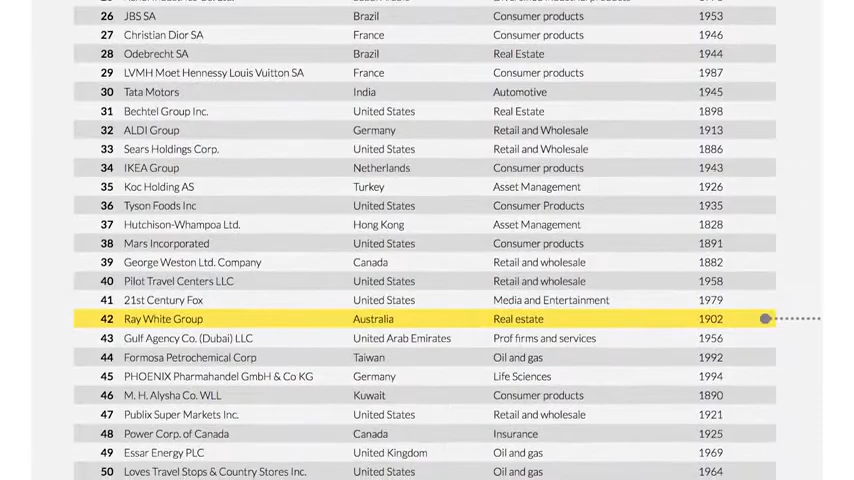 26 JBS SA Brazil Consumer products 1953
27 Christian Dior SA France Consumer products 1946
28 Odebrecht SA Brazil Real Estate 1944
29 LVMH Moet Hennessy Louis Vuitton SA France Consumer products 1987
30 Tata Motors India Automotive 1945
31 Bechtel Group Inc. United States Real Estate 1898
32 ALDI Group Germany Retail and Wholesale 1913
33 Sears Holdings Corp. United States Retail and Wholesale 1886
34 IKEA Group Netherlands Consumer products 1943
35 Koc Holding AS Turkey Asset Management 1926
36 Tyson Foods Inc United States Consumer Products 1935
37 Hutchison-Whampoa Ltd. Hong Kong Asset Management 1828
38 Mars Incorporated United States Consumer products 1891
39 George Weston Ltd. Company Canada Retail and wholesale 1882
40 Pilot Travel Centers LLC United States Retail and wholesale 1958
41 21st Century Fox United States Media and Entertainment 1979
42 Ray White Group Australia Real estate 1902
43 Gulf Agency Co. (Dubai) LLC United Arab Emirates Prof firms and services 1956
44 Formosa Petrochemical Corp Taiwan Oil and gas 1992
45 PHOENIX Pharmahandel GmbH & Co KG Germany Life Sciences 1994
46 M. H. Alysha Co. WLL Kuwait Consumer products 1890
47 Publix Super Markets Inc. United States Retail and wholesale 1921
48 Power Corp. of Canada Canada Insurance 1925
49 Essar Energy PLC United Kingdom Oil and gas 1969
50 Loves Travel Stops & Country Stores Inc. United States Oil and gas 1964